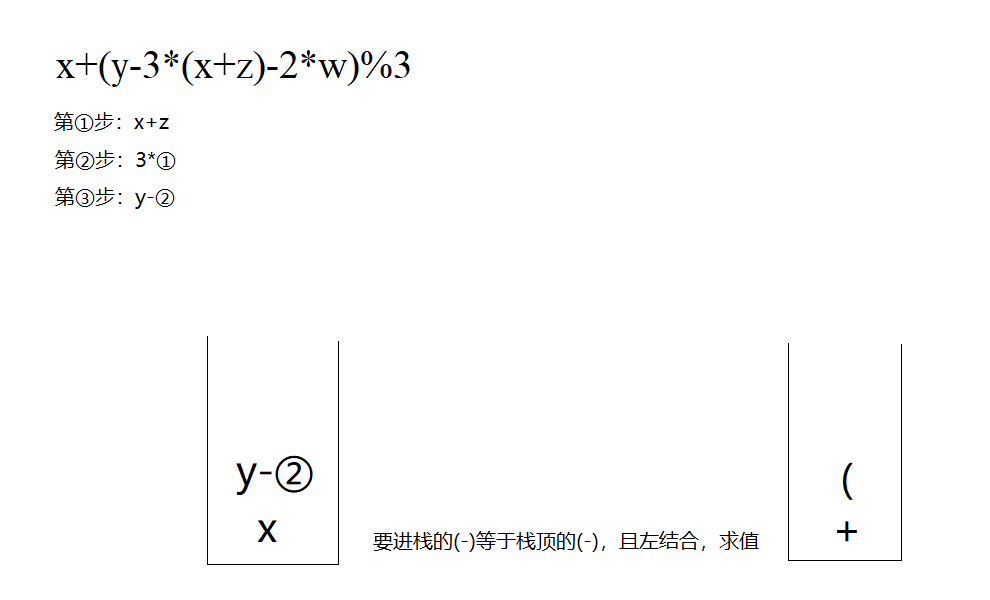 x+(y-3*(x+z)-2*w)%3
第①步：x+z
第②步：3*①
第③步：y-②
y-②
x
要进栈的(-)等于栈顶的(-)，且左结合，求值
(
+